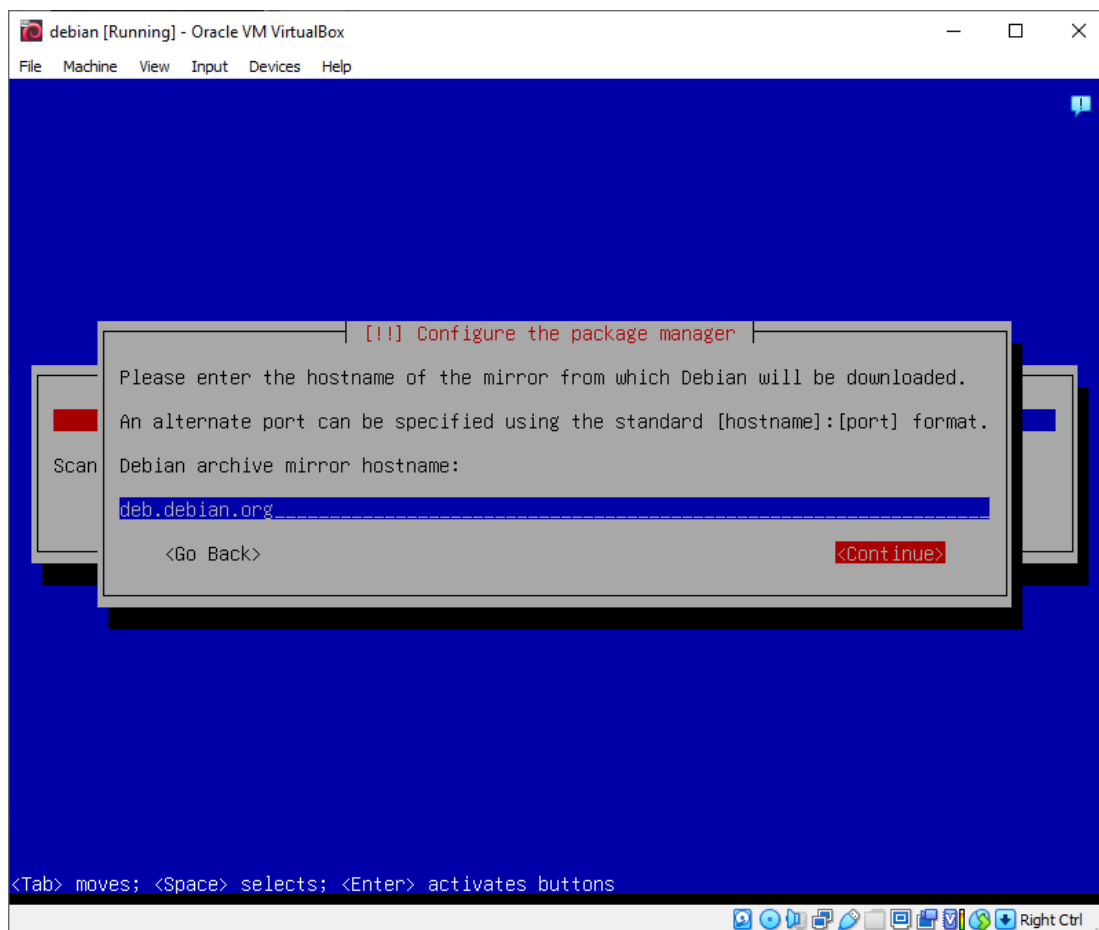 debian [Running] - Oracle VM VirtualBox
File Machine View Input Devices Help
[!!] Configure the package manager
Please enter the hostname of the mirror from which Debian will be downloaded.
An alternate port can be specified using the standard [hostname]:[port] format.
Scan
Debian archive mirror hostname:
deb.debian.org
<Go Back> <Continue>
<Tab> moves; <Space> selects; <Enter> activates buttons
Right Ctrl